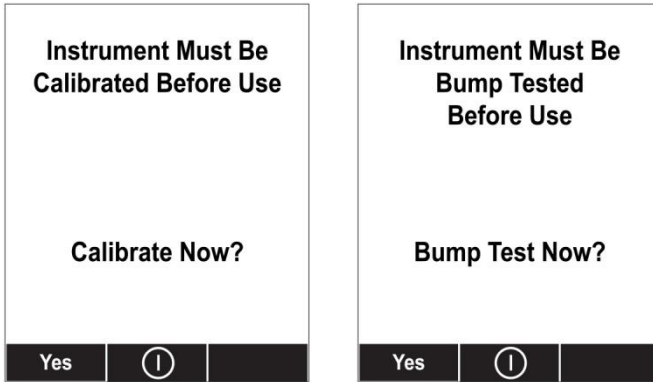 Instrument Must Be
Calibrated Before Use
Calibrate Now?
Yes
Instrument Must Be
Bump Tested
Before Use
Bump Test Now?
Yes